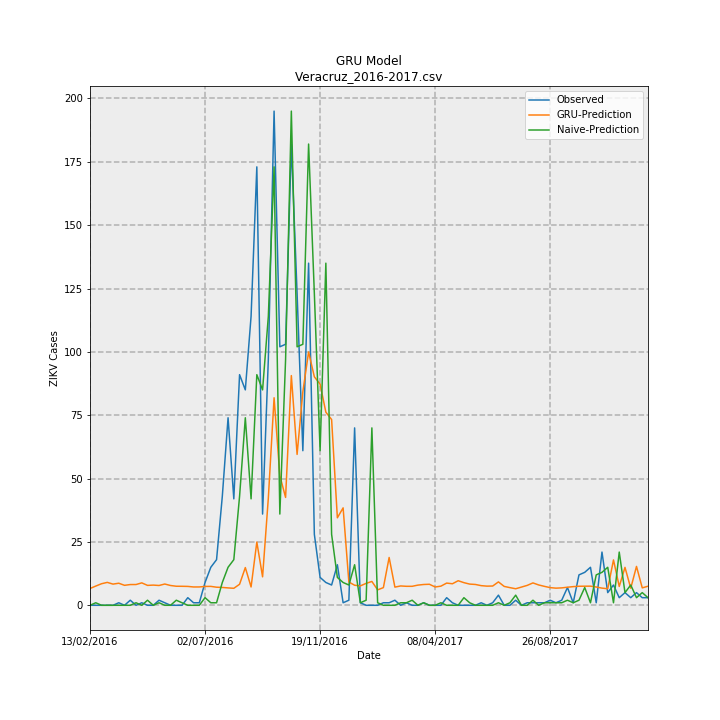 GRU Model
Veracruz_2016-2017.csv
Observed
GRU-Prediction
Naive-Prediction
200
175
150
125
100
75
50
25
0
ZIKV Cases
13/02/2016
02/07/2016
19/11/2016
08/04/2017
26/08/2017
Date